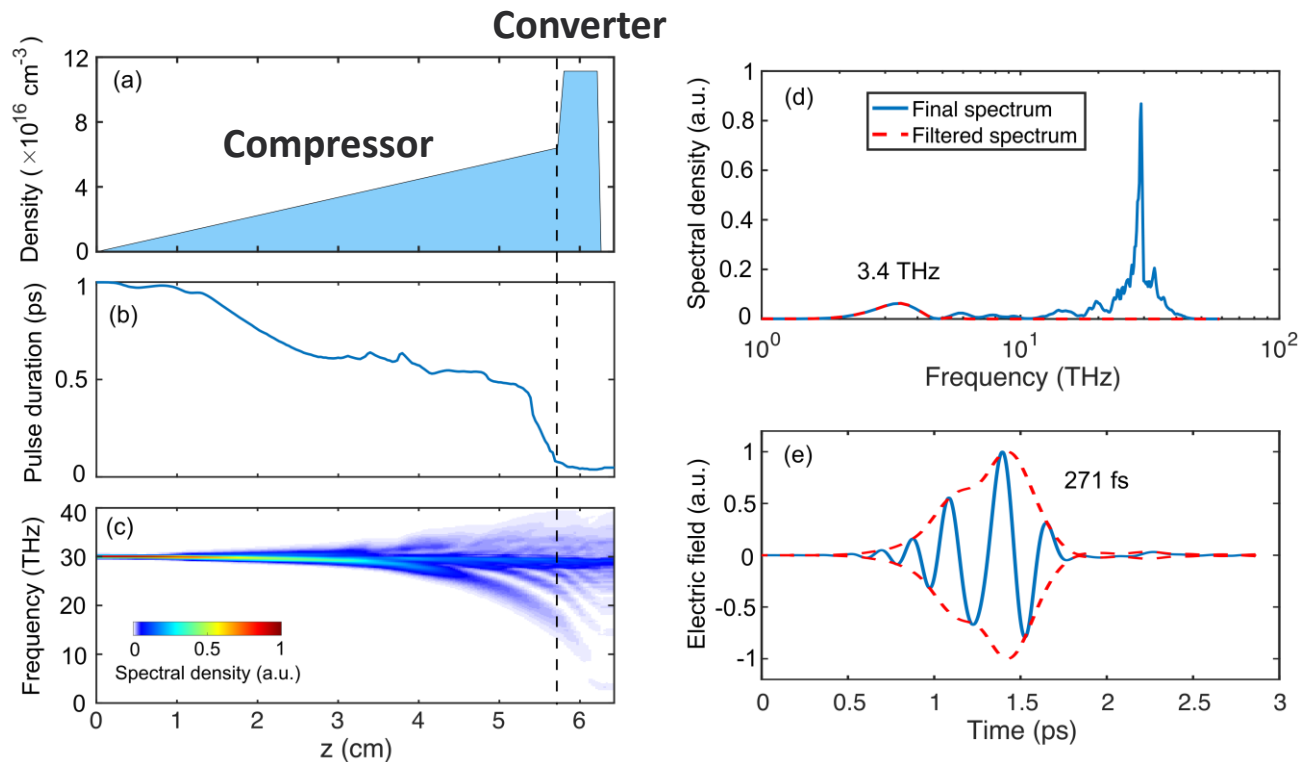 Converter
12
8
4
0
Density ( ×10^16 cm^-3)
(a)
Compressor
1
0.5
0
Pulse duration (ps)
(b)
40
30
20
10
0
Frequency (THz)
(c)
0 0.5 1
Spectral density (a.u.)
0 1 2 3 4 5 6
z (cm)
1
0.8
0.6
0.4
0.2
0
Spectral density (a.u.)
(d)
Final spectrum
Filtered spectrum
3.4 THz
10^0 10^1 10^2
Frequency (THz)
1
0.5
0
-0.5
-1
Electric field (a.u.)
(e)
271 fs
0 0.5 1 1.5 2 2.5 3
Time (ps)